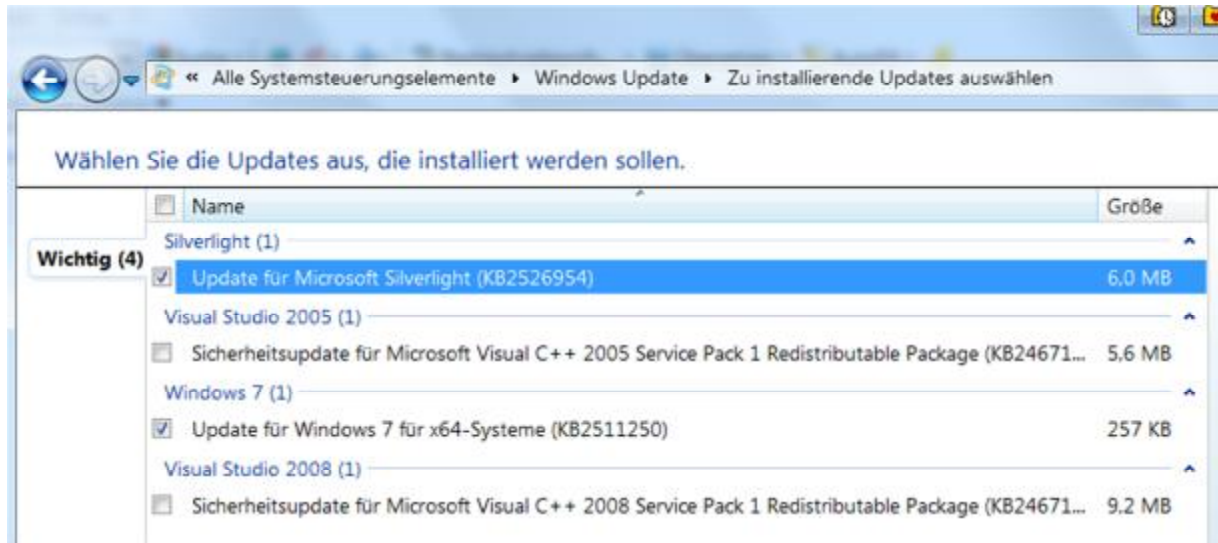 « Alle Systemsteuerungselemente ▸ Windows Update ▸ Zu installierende Updates auswählen
Wählen Sie die Updates aus, die installiert werden sollen.
Name Größe
Wichtig (4)
Silverlight (1)
Update für Microsoft Silverlight (KB2526954) 6,0 MB
Visual Studio 2005 (1)
Sicherheitsupdate für Microsoft Visual C++ 2005 Service Pack 1 Redistributable Package (KB24671... 5,6 MB
Windows 7 (1)
Update für Windows 7 für x64-Systeme (KB2511250) 257 KB
Visual Studio 2008 (1)
Sicherheitsupdate für Microsoft Visual C++ 2008 Service Pack 1 Redistributable Package (KB24671... 9,2 MB